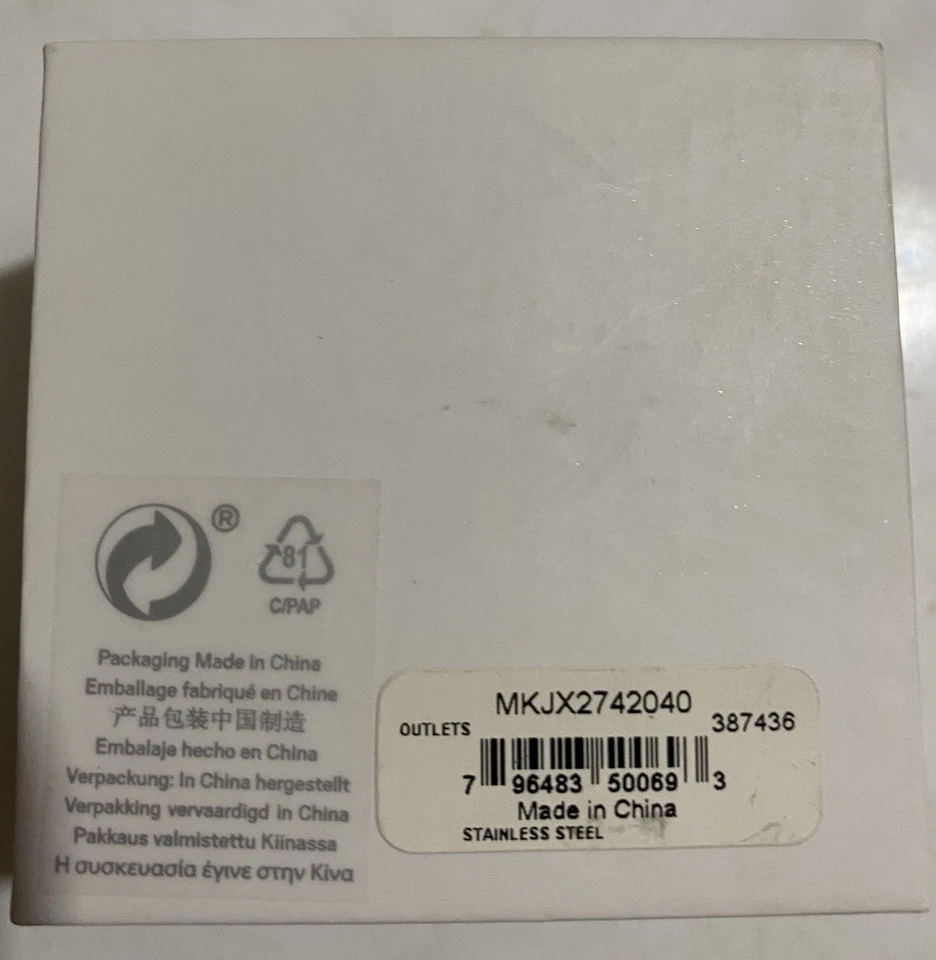 ®
81
C/PAP
Packaging Made in China
Emballage fabriqué en Chine
产品包装中国制造
Embalaje hecho en China
Verpackung: In China hergestellt
Verpakking vervaardigd in China
Pakkaus valmistettu Kiinassa
Η συσκευασία έγινε στην Κίνα
MKJX2742040
OUTLETS 387436
7 96483 50069 3
Made in China
STAINLESS STEEL